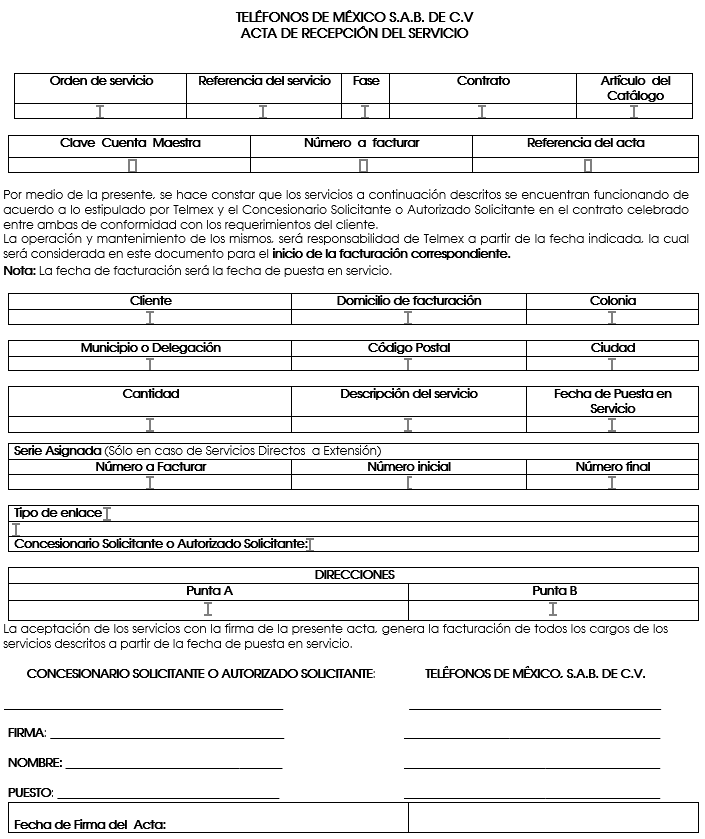 TELÉFONOS DE MÉXICO S.A.B. DE C.V
ACTA DE RECEPCIÓN DEL SERVICIO
Orden de servicio Referencia del servicio Fase Contrato Artículo del
Catálogo
Clave Cuenta Maestra Número a facturar Referencia del acta
Por medio de la presente, se hace constar que los servicios a continuación descritos se encuentran funcionando de
acuerdo a lo estipulado por Telmex y el Concesionario Solicitante o Autorizado Solicitante en el contrato celebrado
entre ambas de conformidad con los requerimientos del cliente.
La operación y mantenimiento de los mismos, será responsabilidad de Telmex a partir de la fecha indicada, la cual
será considerada en este documento para el inicio de la facturación correspondiente.
Nota: La fecha de facturación será la fecha de puesta en servicio.
Cliente Domicilio de facturación Colonia
Municipio o Delegación Código Postal Ciudad
Cantidad Descripción del servicio Fecha de Puesta en
Servicio
Serie Asignada (Sólo en caso de Servicios Directos a Extensión)
Número a Facturar Número inicial Número final
Tipo de enlace
Concesionario Solicitante o Autorizado Solicitante:
DIRECCIONES
Punta A Punta B
La aceptación de los servicios con la firma de la presente acta, genera la facturación de todos los cargos de los
servicios descritos a partir de la fecha de puesta en servicio.
CONCESIONARIO SOLICITANTE O AUTORIZADO SOLICITANTE: TELÉFONOS DE MÉXICO, S.A.B. DE C.V.
FIRMA:
NOMBRE:
PUESTO:
Fecha de Firma del Acta: